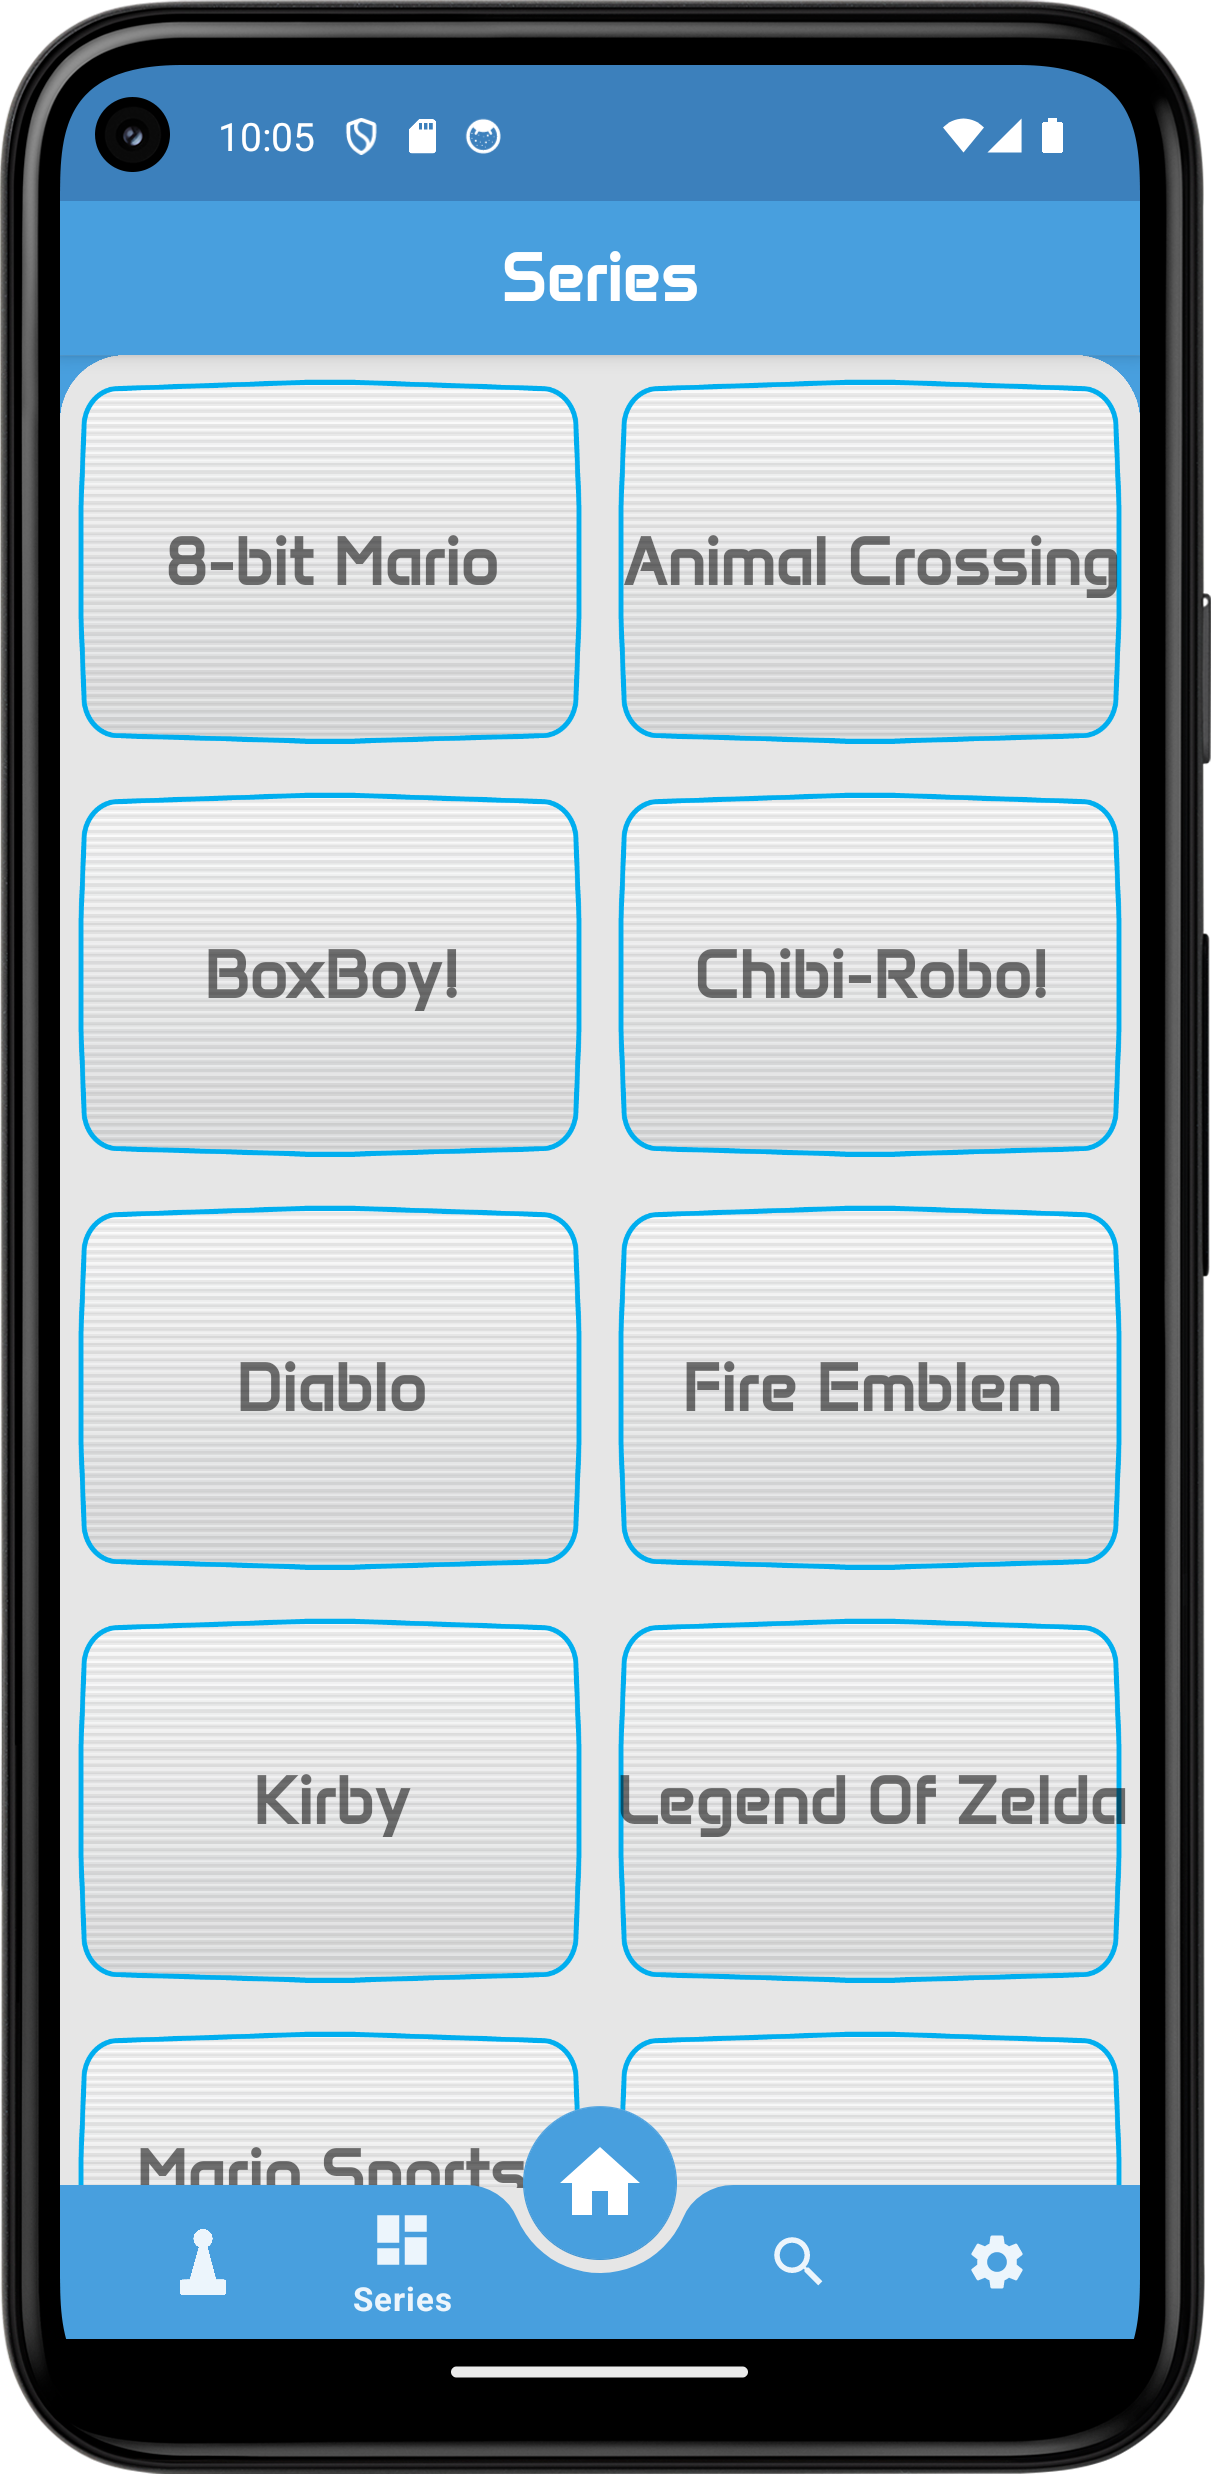 10:05
Series
8-bit Mario
Animal Crossing
BoxBoy!
Chibi-Robo!
Diablo
Fire Emblem
Kirby
Legend Of Zelda
Mario Sports
Series